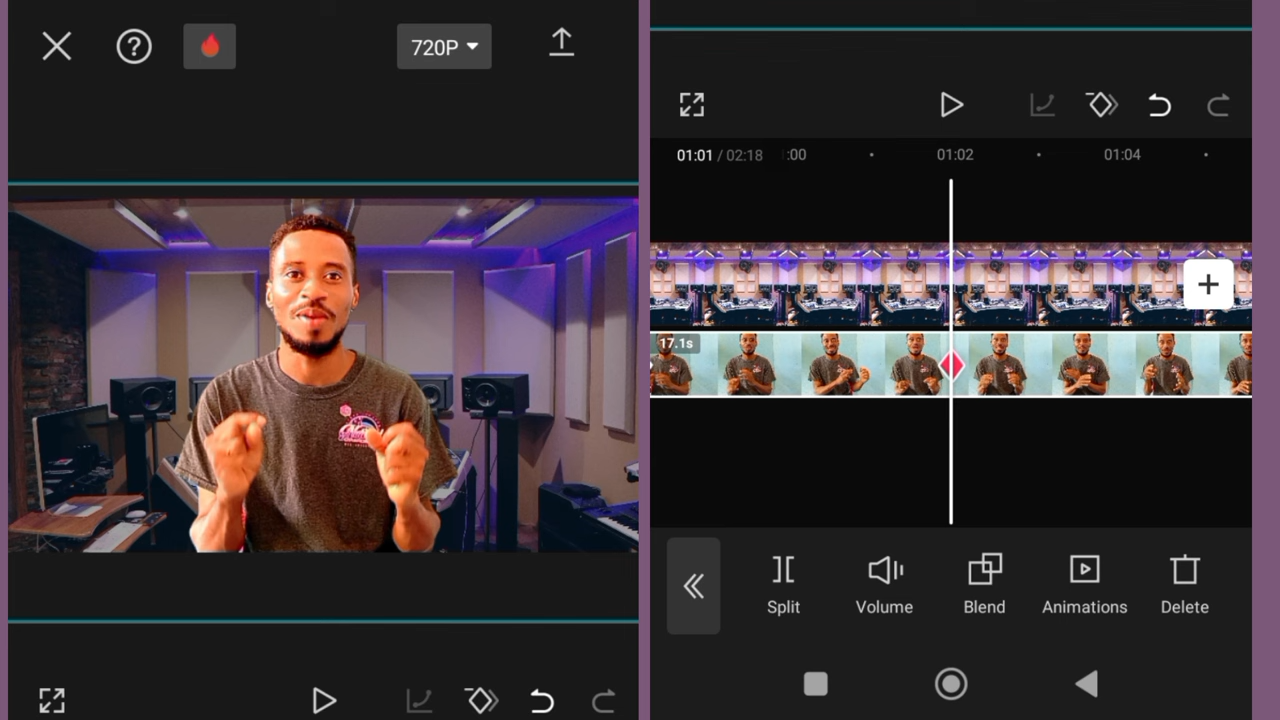 720P
01:01 / 02:18
:00
01:02
01:04
17.1s
Split
Volume
Blend
Animations
Delete